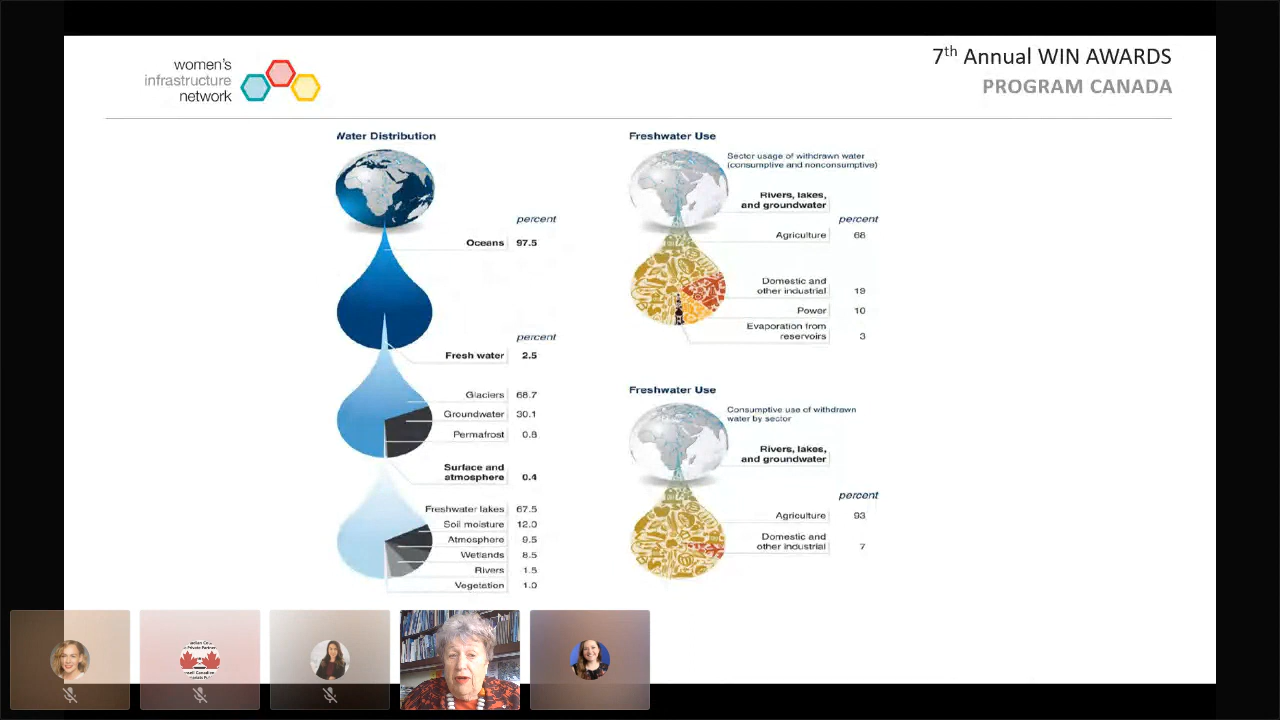 women's
infrastructure
network
7th Annual WIN AWARDS
PROGRAM CANADA
Water Distribution
percent
Oceans 97.5
percent
Fresh water 2.5
Glaciers 68.7
Groundwater 30.1
Permafrost 0.8
Surface and
atmosphere 0.4
Freshwater lakes 67.5
Soil moisture 12.0
Atmosphere 9.5
Wetlands 8.5
Rivers 1.5
Vegetation 1.0
Freshwater Use
Sector usage of withdrawn water
(consumptive and nonconsumptive)
Rivers, lakes,
and groundwater
percent
Agriculture 68
Domestic and
other industrial 19
Power 10
Evaporation from
reservoirs 3
Freshwater Use
Consumptive use of withdrawn
water by sector
Rivers, lakes,
and groundwater
percent
Agriculture 93
Domestic and
other industrial 7